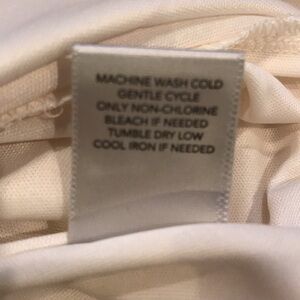 MACHINE WASH COLD
GENTLE CYCLE
ONLY NON-CHLORINE
BLEACH IF NEEDED
TUMBLE DRY LOW
COOL IRON IF NEEDED